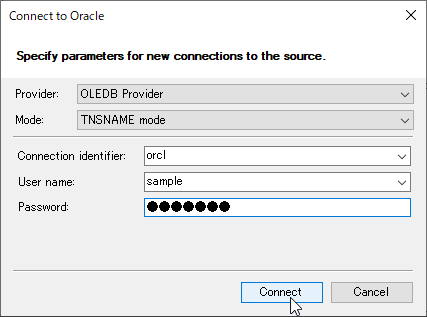 Connect to Oracle
Specify parameters for new connections to the source.
Provider: OLEDB Provider
Mode: TNSNAME mode
Connection identifier: orcl
User name: sample
Password: ●●●●●●●
Connect Cancel